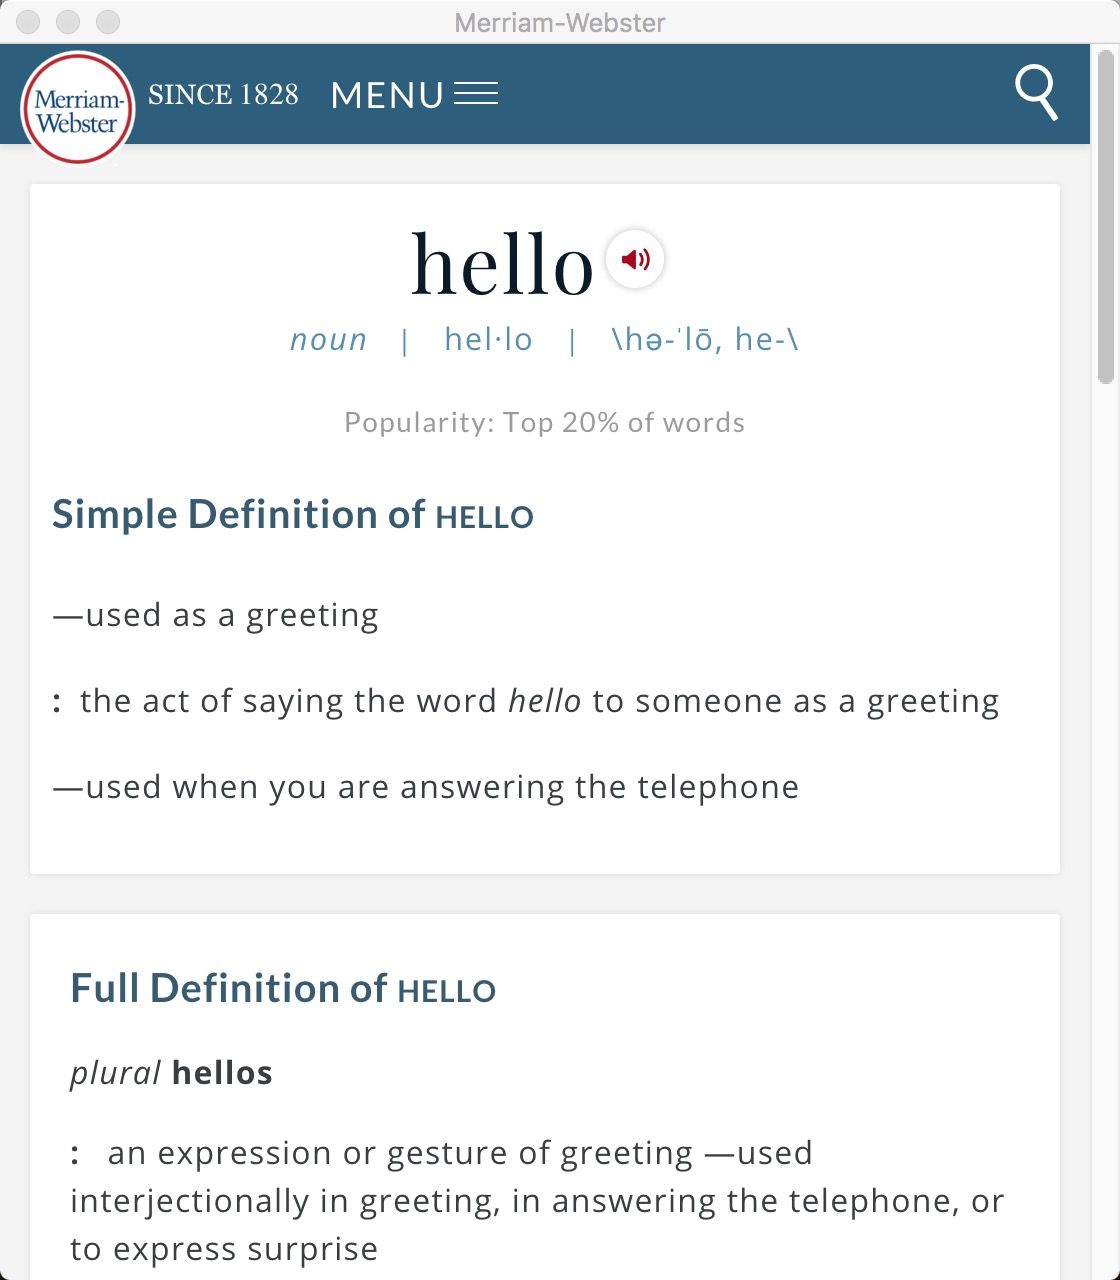 Merriam-Webster
Merriam-
Webster
SINCE 1828
MENU
hello
noun | hel·lo | \hə-ˈlō, he-\
Popularity: Top 20% of words
Simple Definition of HELLO
—used as a greeting
: the act of saying the word hello to someone as a greeting
—used when you are answering the telephone
Full Definition of HELLO
plural hellos
: an expression or gesture of greeting —used
interjectionally in greeting, in answering the telephone, or
to express surprise